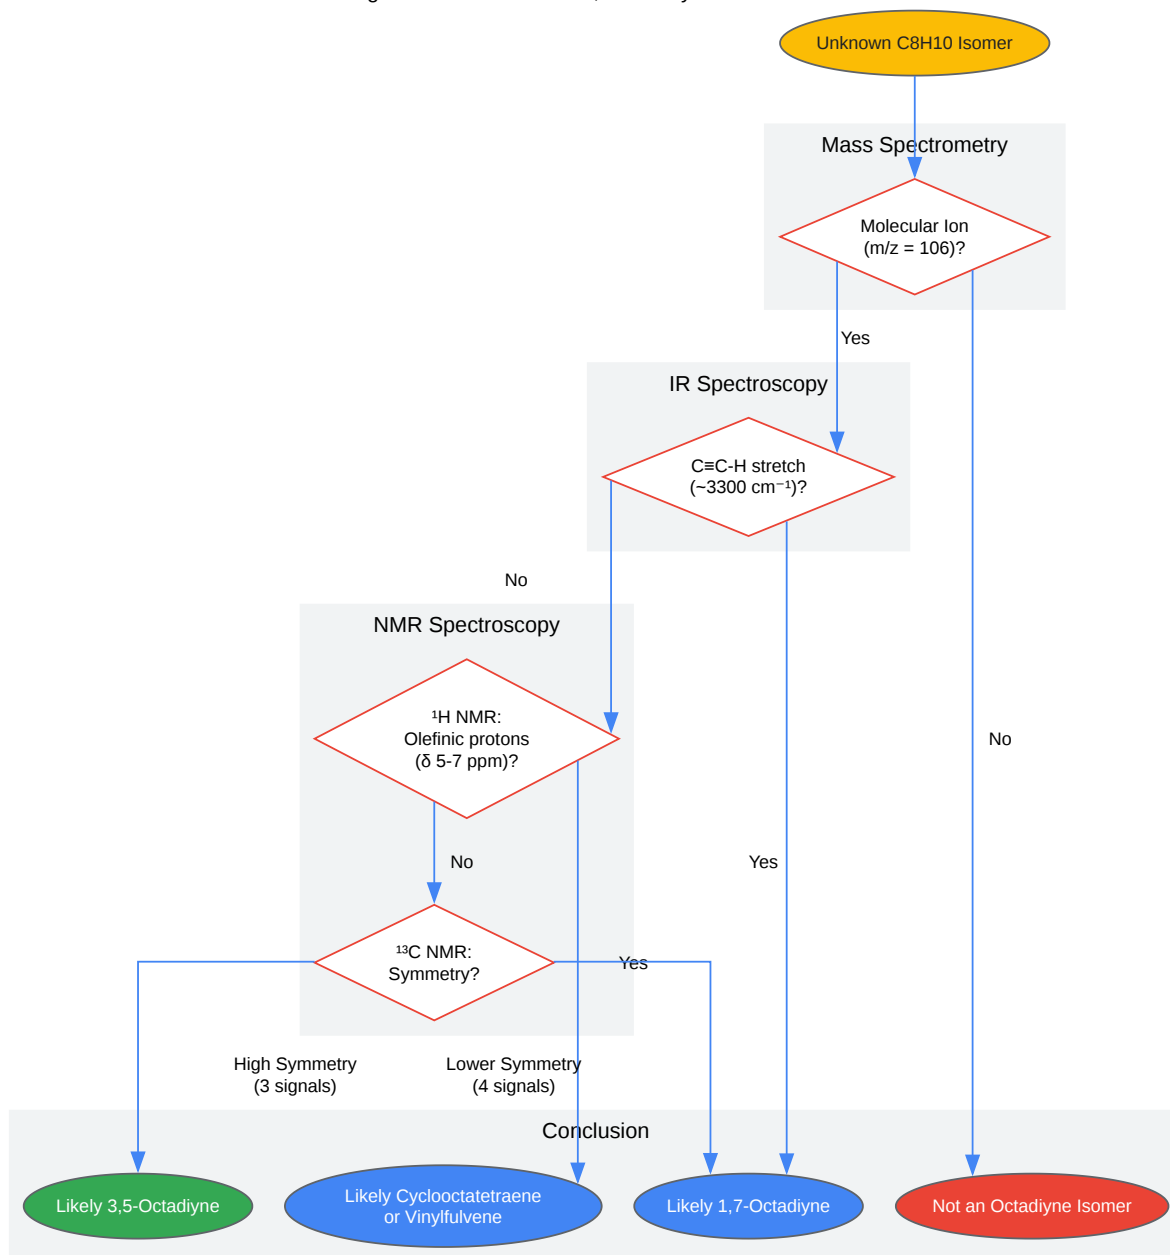 Unknown C8H10 Isomer
Mass Spectrometry
Molecular Ion
(m/z = 106)?
Yes
IR Spectroscopy
C≡C-H stretch
(~3300 cm⁻¹)?
No
NMR Spectroscopy
¹H NMR:
Olefinic protons
(δ 5-7 ppm)?
No
No
Yes
¹³C NMR:
Symmetry?
Yes
High Symmetry
(3 signals)
Lower Symmetry
(4 signals)
Conclusion
Likely 3,5-Octadiyne
Likely Cyclooctatetraene
or Vinylfulvene
Likely 1,7-Octadiyne
Not an Octadiyne Isomer